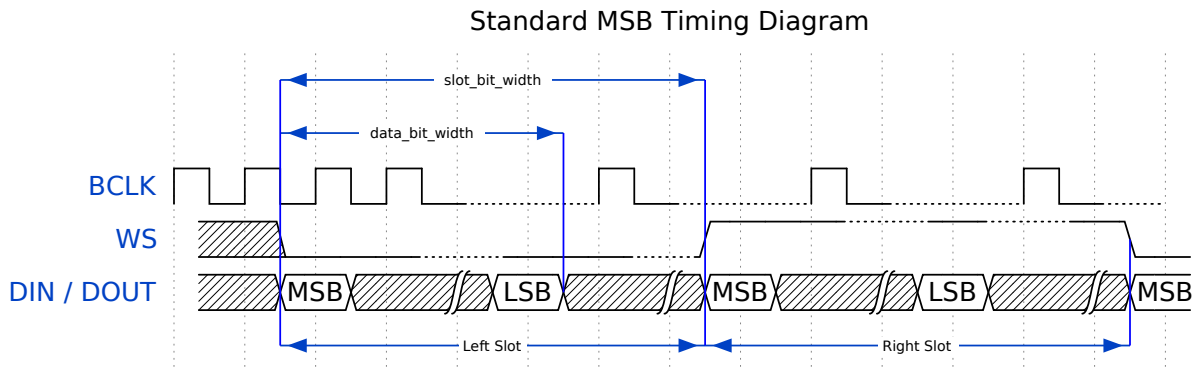 Standard MSB Timing Diagram
slot_bit_width
data_bit_width
BCLK
WS
DIN / DOUT
MSB
LSB
MSB
LSB
MSB
Left Slot
Right Slot